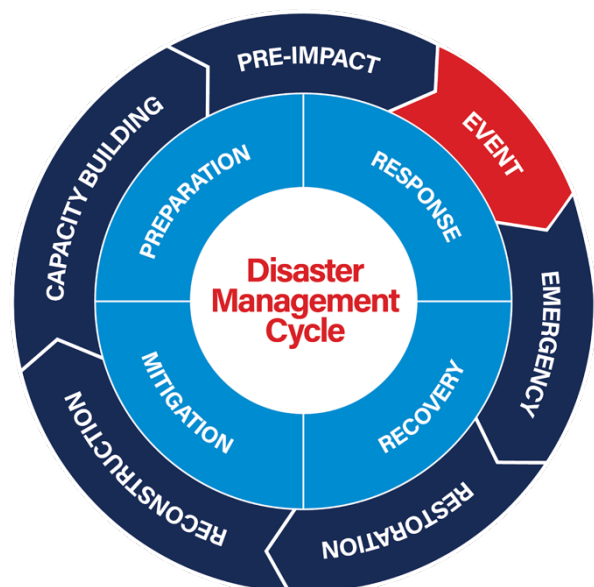 PRE-IMPACT
EVENT
EMERGENCY
RESTORATION
RECONSTRUCTION
CAPACITY BUILDING
PREPARATION
RESPONSE
RECOVERY
MITIGATION
Disaster
Management
Cycle